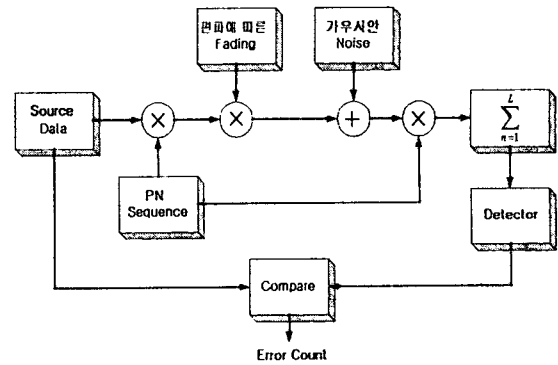 편파에 따른
Fading
가우시안
Noise
Source
Data
×
×
+
×
L
∑
n=1
PN
Sequence
Detector
Compare
Error Count